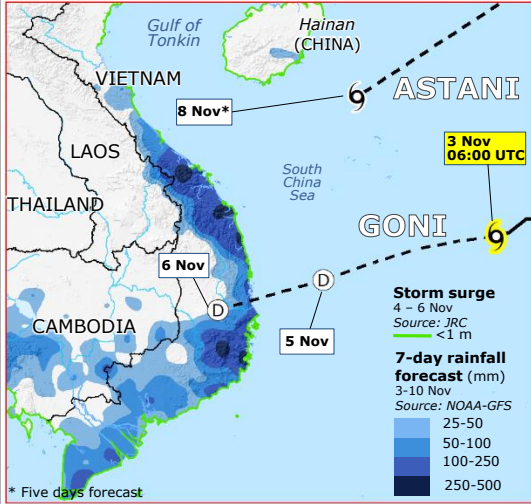 Gulf of
Tonkin
Hainan
(CHINA)
VIETNAM
ASTANI
8 Nov*
3 Nov
06:00 UTC
LAOS
South
China
Sea
THAILAND
GONI
6 Nov
D
D
CAMBODIA
5 Nov
Storm surge
4 – 6 Nov
Source: JRC
<1 m
7-day rainfall
forecast (mm)
3-10 Nov
Source: NOAA-GFS
25-50
50-100
100-250
250-500
* Five days forecast